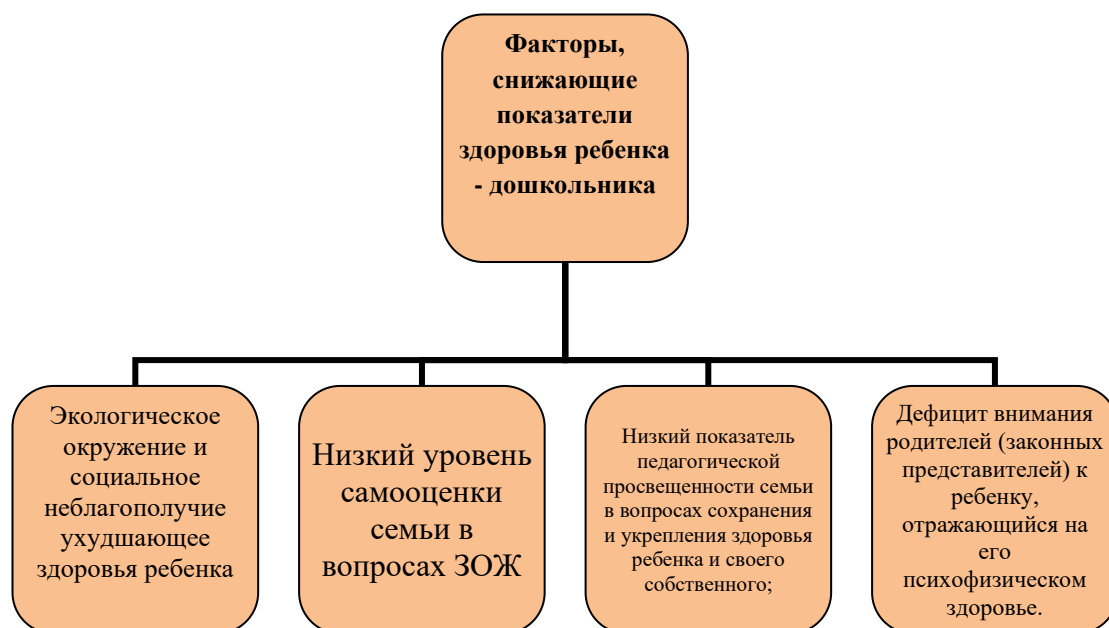 Факторы,
снижающие
показатели
здоровья ребенка
- дошкольника
Экологическое
окружение и
социальное
неблагополучие
ухудшающее
здоровья ребенка
Низкий уровень
самооценки
семьи в
вопросах ЗОЖ
Низкий показатель
педагогической
просвещенности семьи
в вопросах сохранения
и укрепления здоровья
ребенка и своего
собственного;
Дефицит внимания
родителей (законных
представителей) к
ребенку,
отражающийся на
его
психофизическом
здоровье.